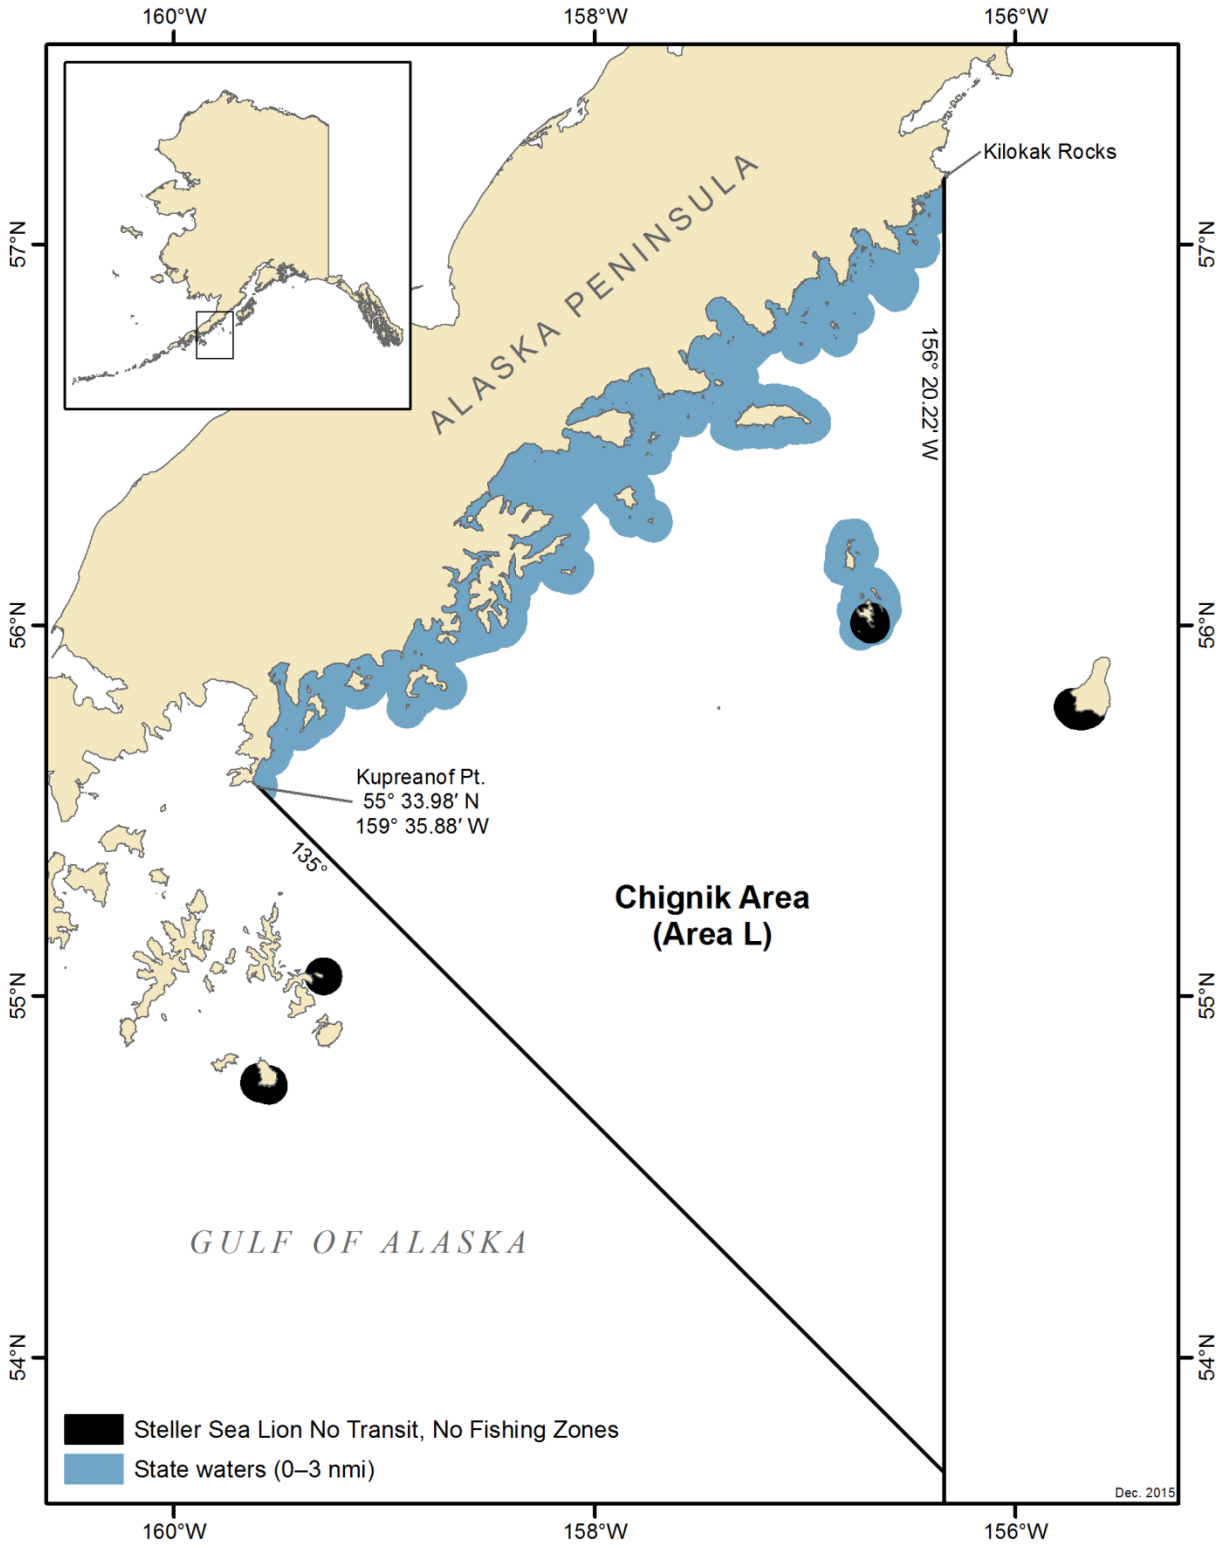 160°W 158°W 156°W
Kilokak Rocks
57°N 57°N
ALASKA PENINSULA
156° 20.22' W
56°N 56°N
Kupreanof Pt.
55° 33.98' N
159° 35.88' W
135°
Chignik Area
(Area L)
55°N 55°N
GULF OF ALASKA
54°N 54°N
Steller Sea Lion No Transit, No Fishing Zones
State waters (0–3 nmi)
Dec. 2015
160°W 158°W 156°W